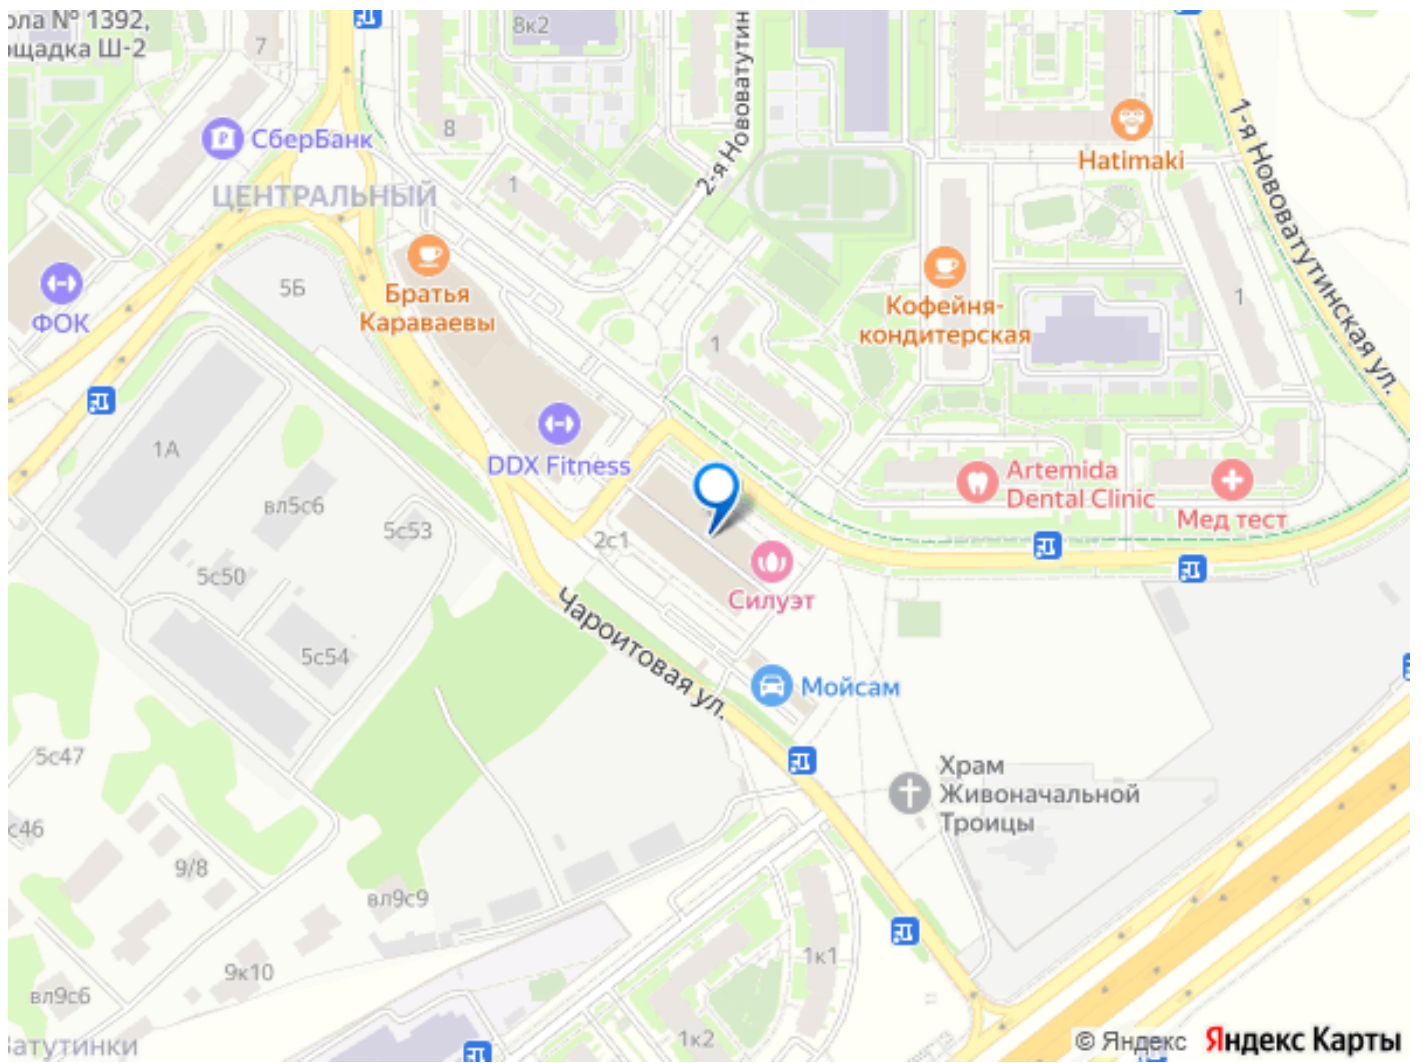 ола № 1392,
ощадка Ш-2
7
8к2
8
СберБанк
ЦЕНТРАЛЬНЫЙ
1
2-я Нововатутин
Hatimaki
1-я Нововатутинская ул.
5Б
ФОК
Братья
Караваевы
1
Кофейня-
кондитерская
1
1А
DDX Fitness
вл5с6
5с53
2с1
Artemida
Dental Clinic
Мед тест
5с50
Силуэт
5с54
Чароитовая ул.
Мойсам
5с47
Храм
Живоначальной
Троицы
с46
9/8
вл9с9
9к10
вл9с6
1к1
1к2
Ватутинки
© Яндекс Яндекс Карты